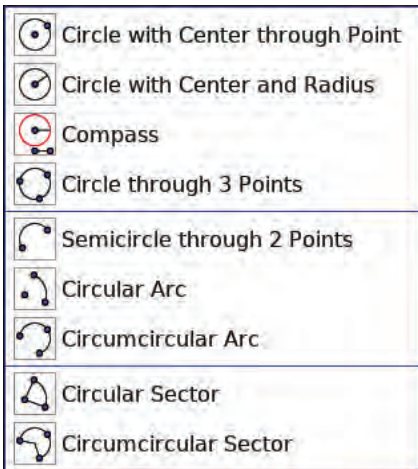 Circle with Center through Point
Circle with Center and Radius
Compass
Circle through 3 Points
Semicircle through 2 Points
Circular Arc
Circumcircular Arc
Circular Sector
Circumcircular Sector